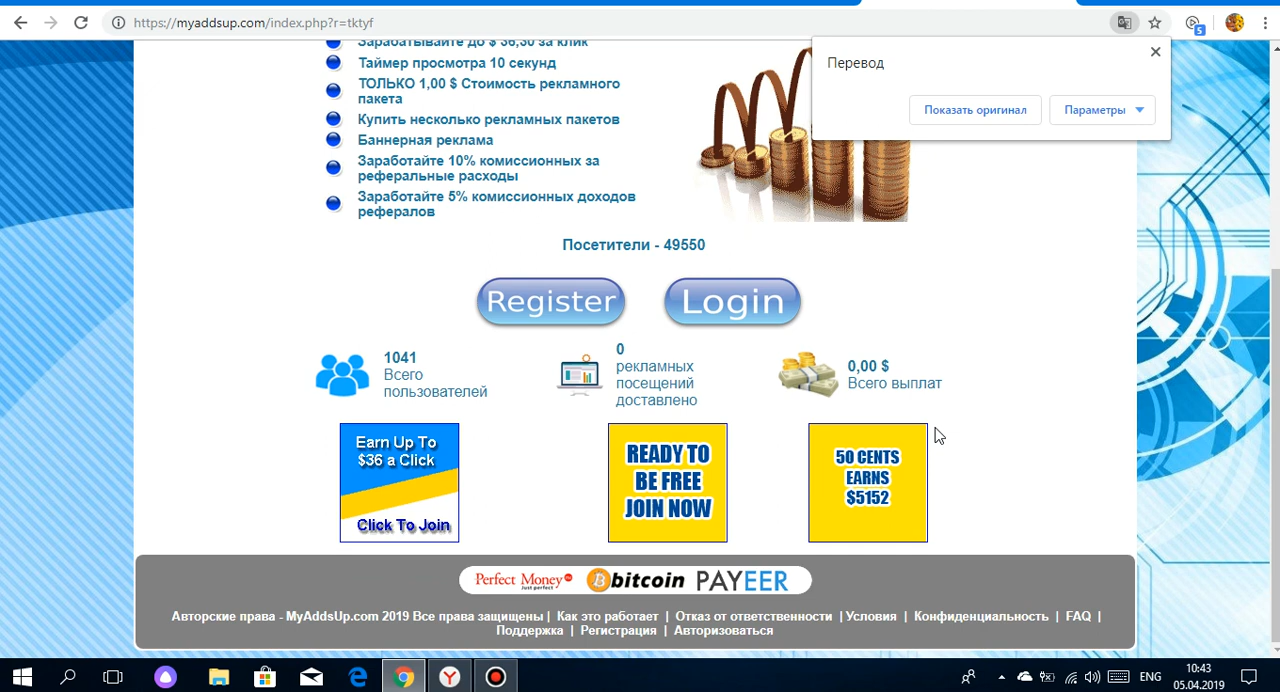 https://myaddsup.com/index.php?r=tktyf
5
Перевод
Показать оригинал
Параметры
Зарабатывайте до $ 36,30 за клик
Таймер просмотра 10 секунд
ТОЛЬКО 1,00 $ Стоимость рекламного
пакета
Купить несколько рекламных пакетов
Баннерная реклама
Заработайте 10% комиссионных за
реферальные расходы
Заработайте 5% комиссионных доходов
рефералов
Посетители - 49550
Register
Login
1041
Всего
пользователей
0
рекламных
посещений
доставлено
0,00 $
Всего выплат
Earn Up To
$36 a Click
Click To Join
READY TO
BE FREE
JOIN NOW
50 CENTS
EARNS
$5152
Perfect Money
Just perfect
bitcoin
PAYEER
Авторские права - MyAddsUp.com 2019 Все права защищены | Как это работает | Отказ от ответственности | Условия | Конфиденциальность | FAQ |
Поддержка | Регистрация | Авторизоваться
ENG
10:43
05.04.2019